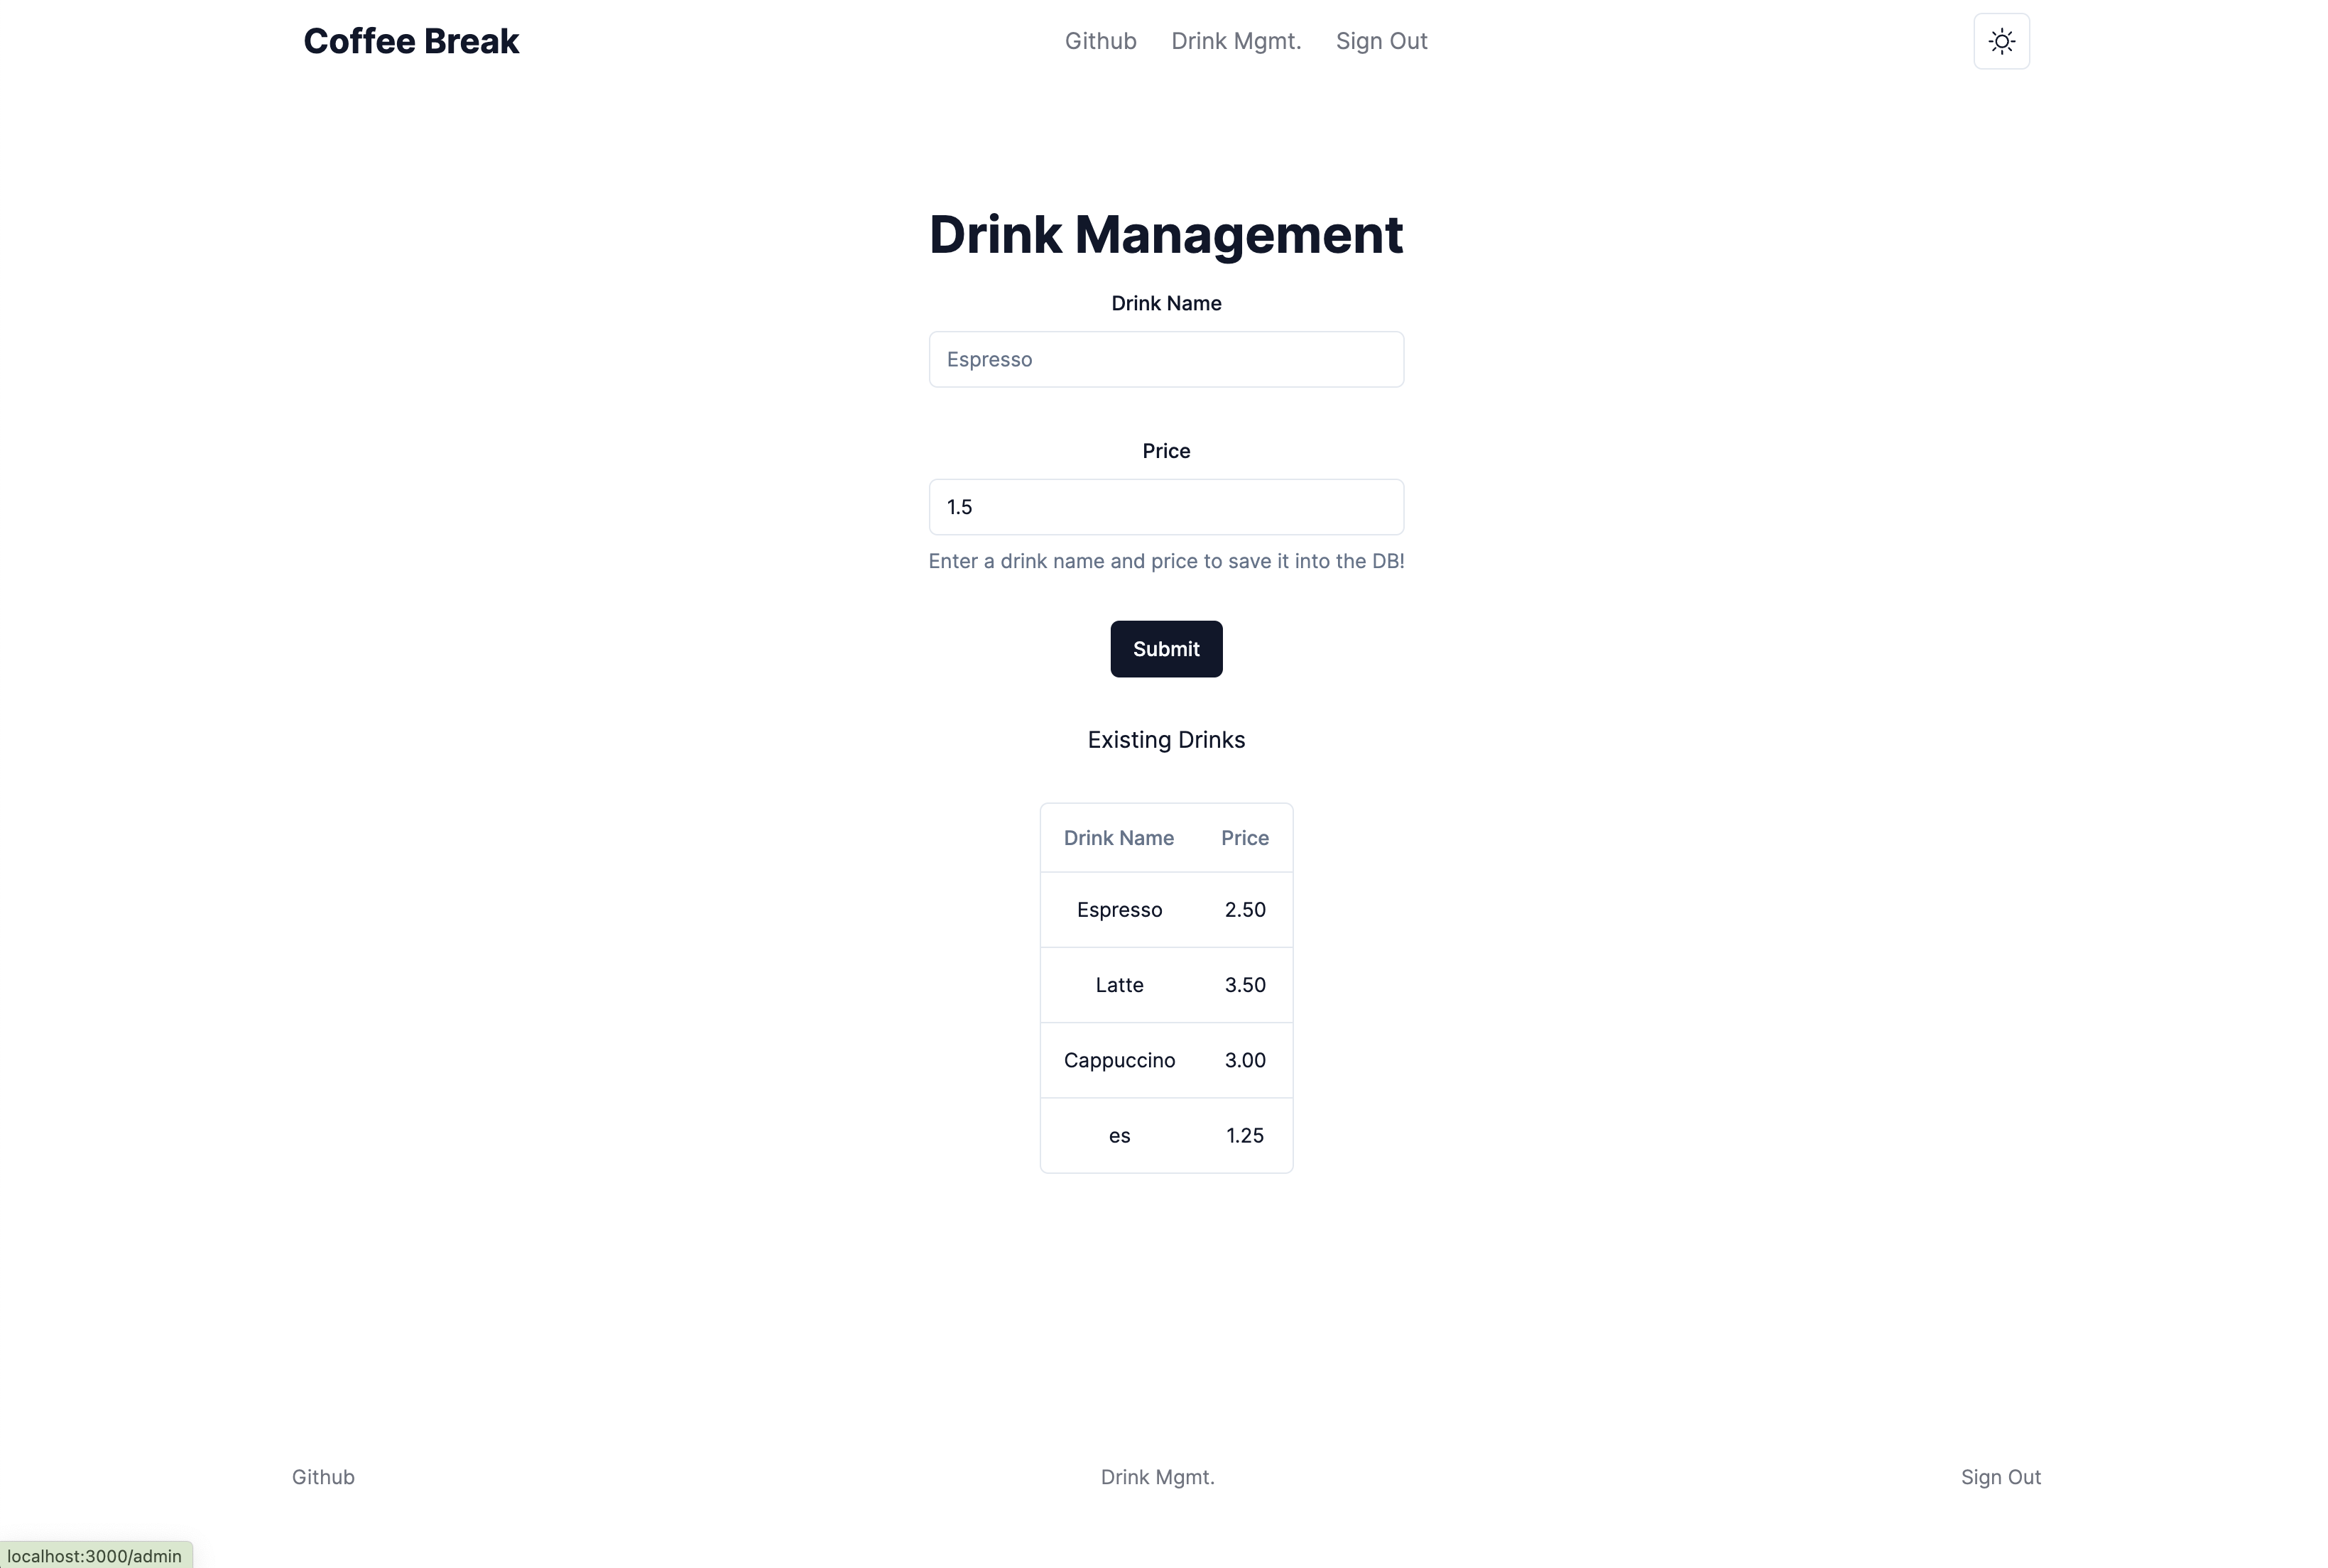 Coffee Break
Github Drink Mgmt. Sign Out
Drink Management
Drink Name
Espresso
Price
1.5
Enter a drink name and price to save it into the DB!
Submit
Existing Drinks
Drink Name Price
Espresso 2.50
Latte 3.50
Cappuccino 3.00
es 1.25
Github Drink Mgmt. Sign Out
localhost:3000/admin